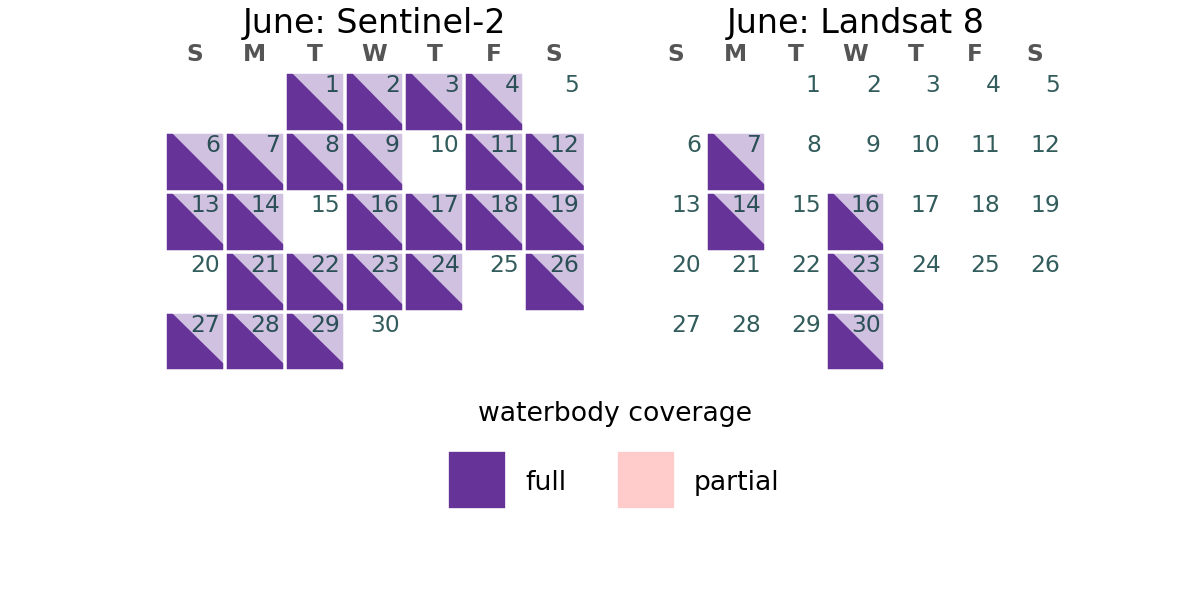 June: Sentinel-2
S M T W T F S
1 2 3 4 5
6 7 8 9 10 11 12
13 14 15 16 17 18 19
20 21 22 23 24 25 26
27 28 29 30
June: Landsat 8
S M T W T F S
1 2 3 4 5
6 7 8 9 10 11 12
13 14 15 16 17 18 19
20 21 22 23 24 25 26
27 28 29 30
waterbody coverage
full partial